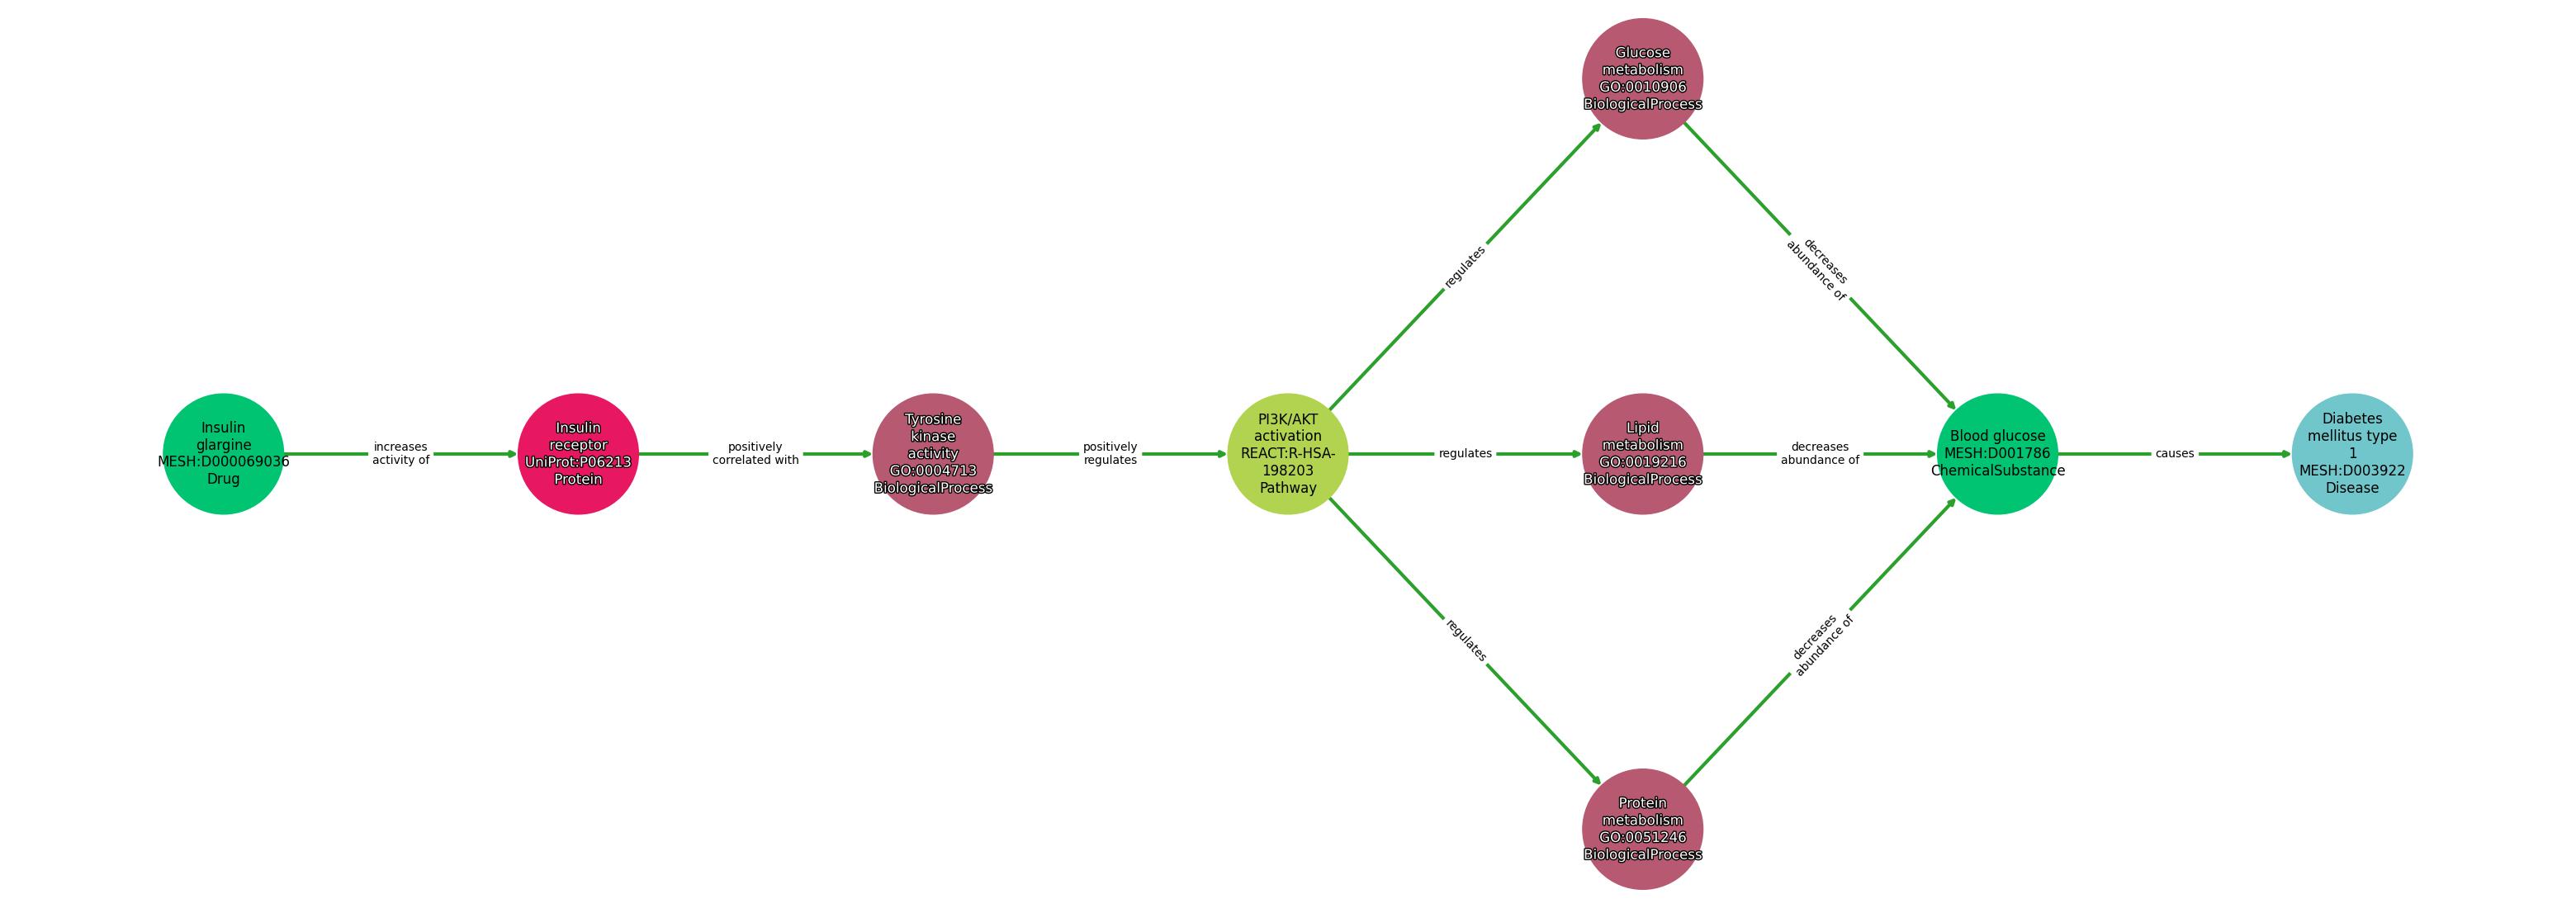 Glucose
metabolism
GO:0010906
BiologicalProcess
regulates
decreases
abundance of
Insulin
glargine
MESH:D000069036
Drug
increases
activity of
Insulin
receptor
UniProt:P06213
Protein
positively
correlated with
Tyrosine
kinase
activity
GO:0004713
BiologicalProcess
positively
regulates
PI3K/AKT
activation
REACT:R-HSA-
198203
Pathway
regulates
Lipid
metabolism
GO:0019216
BiologicalProcess
decreases
abundance of
Blood glucose
MESH:D001786
ChemicalSubstance
causes
Diabetes
mellitus type
1
MESH:D003922
Disease
regulates
decreases
abundance of
Protein
metabolism
GO:0051246
BiologicalProcess